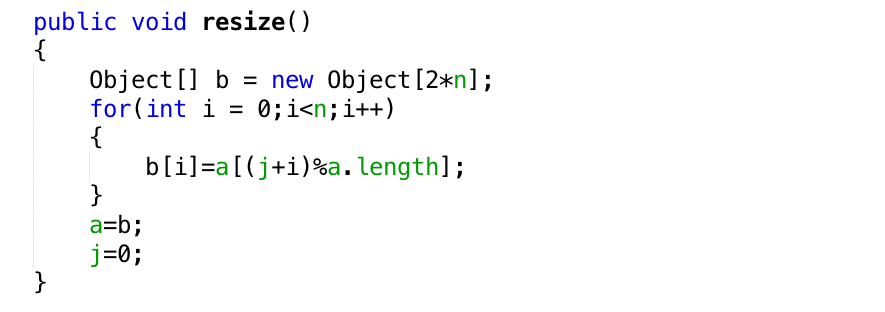 public void resize()
{
    Object[] b = new Object[2*n];
    for(int i = 0;i<n;i++)
    {
        b[i]=a[(j+i)%a.length];
    }
    a=b;
    j=0;
}